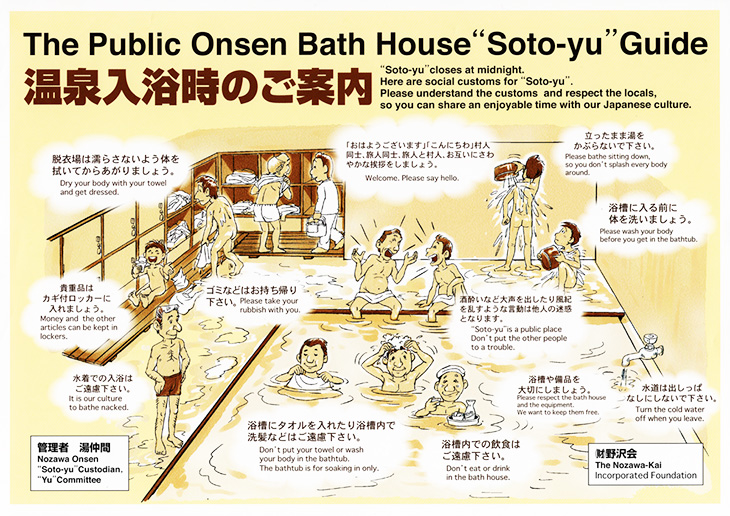 The Public Onsen Bath House “Soto-yu” Guide
温泉入浴時のご案内
“Soto-yu” closes at midnight.
Here are social customs for “Soto-yu”.
Please understand the customs and respect the locals,
so you can share an enjoyable time with our Japanese culture.
脱衣場は濡らさないよう体を
拭いてからあがりましょう。
Dry your body with your towel
and get dressed.
「おはようございます」「こんにちわ」村人
同士、旅人同士、旅人と村人、お互いにさわ
やかな挨拶をしましょう。
Welcome. Please say hello.
立ったまま湯を
かぶらないで下さい。
Please bathe sitting down,
so you don't splash every body
around.
浴槽に入る前に
体を洗いましょう。
Please wash your body
before you get in the bathtub.
貴重品は
カギ付ロッカーに
入れましょう。
Money and the other
articles can be kept in
lockers.
ゴミなどはお持ち帰り
下さい。Please take your
rubbish with you.
酒酔いなど大声を出したり風紀
を乱すような言動は他人の迷惑
となります。
“Soto-yu” is a public place
Don't put the other people
to a trouble.
水着での入浴は
ご遠慮下さい。
It is our culture
to bathe nacked.
浴槽にタオルを入れたり浴槽内で
洗髪などはご遠慮下さい。
Don't put your towel or wash
your body in the bathtub.
The bathtub is for soaking in only.
浴槽内での飲食は
ご遠慮下さい。
Don't eat or drink
in the bath house.
浴槽や備品を
大切にしましょう。
Please respect the bath house
and the equipment.
We want to keep them free.
水道は出しっぱ
なしにしないで下さい。
Turn the cold water
off when you leave.
管理者　湯仲間
Nozawa Onsen
“Soto-yu” Custodian.
“Yu” Committee
㈶野沢会
The Nozawa-Kai
Incorporated Foundation